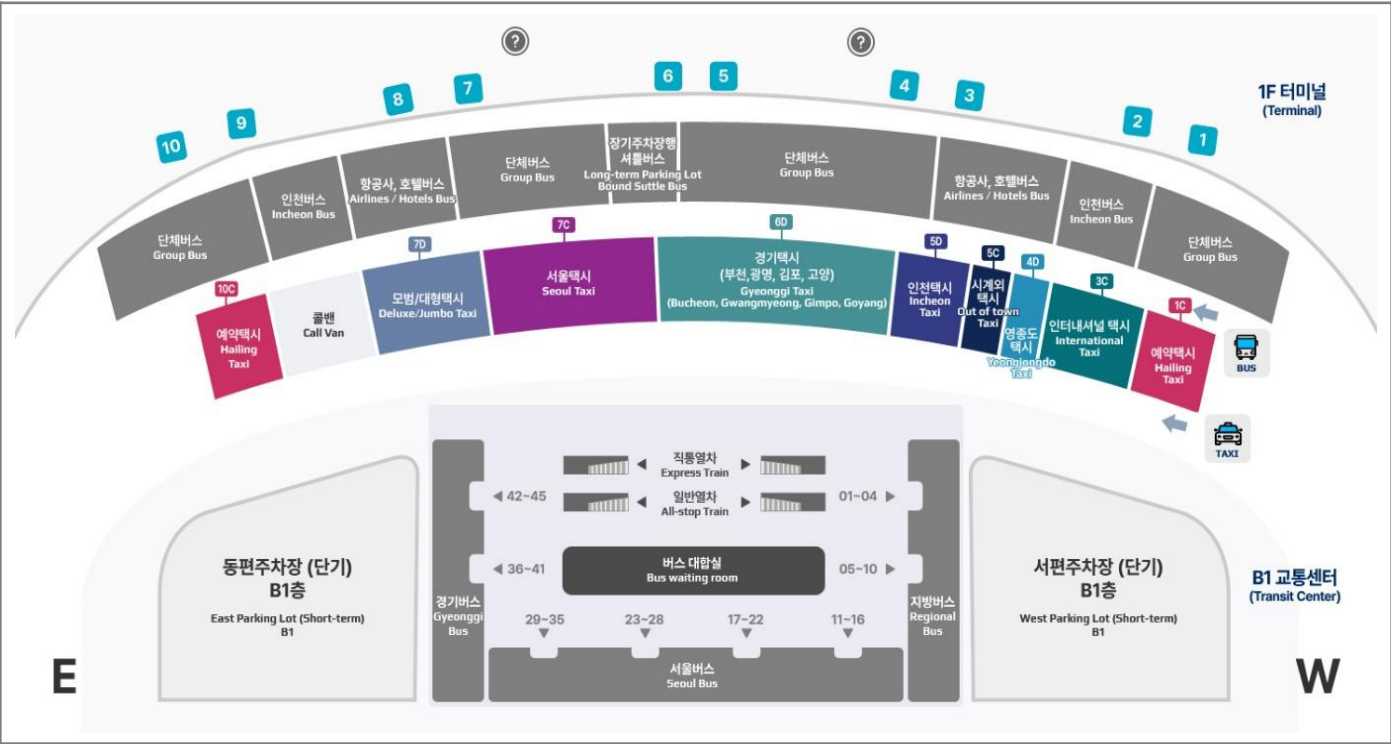 ?
?
10
9
8
7
6
5
4
3
2
1
1F 터미널
(Terminal)
단체버스
Group Bus
인천버스
Incheon Bus
항공사, 호텔버스
Airlines / Hotels Bus
단체버스
Group Bus
장기주차장행
셔틀버스
Long-term Parking Lot
Bound Suttle Bus
단체버스
Group Bus
항공사, 호텔버스
Airlines / Hotels Bus
인천버스
Incheon Bus
단체버스
Group Bus
10C
예약택시
Hailing
Taxi
콜밴
Call Van
7D
모범/대형택시
Deluxe/Jumbo Taxi
7C
서울택시
Seoul Taxi
6D
경기택시
(부천,광명, 김포, 고양)
Gyeonggi Taxi
(Bucheon, Gwangmyeong, Gimpo, Goyang)
5D
인천택시
Incheon
Taxi
5C
시계외
택시
Out of town
Taxi
4D
영종도
택시
Yeongjongdo
Taxi
3C
인터내셔널 택시
International
Taxi
1C
예약택시
Hailing
Taxi
BUS
TAXI
직통열차
Express Train
42~45
일반열차
All-stop Train
01~04
36~41
버스 대합실
Bus waiting room
05~10
경기버스
Gyeonggi
Bus
29~35
23~28
17~22
11~16
지방버스
Regional
Bus
서울버스
Seoul Bus
동편주차장 (단기)
B1층
East Parking Lot (Short-term)
B1
서편주차장 (단기)
B1층
West Parking Lot (Short-term)
B1
B1 교통센터
(Transit Center)
E
W